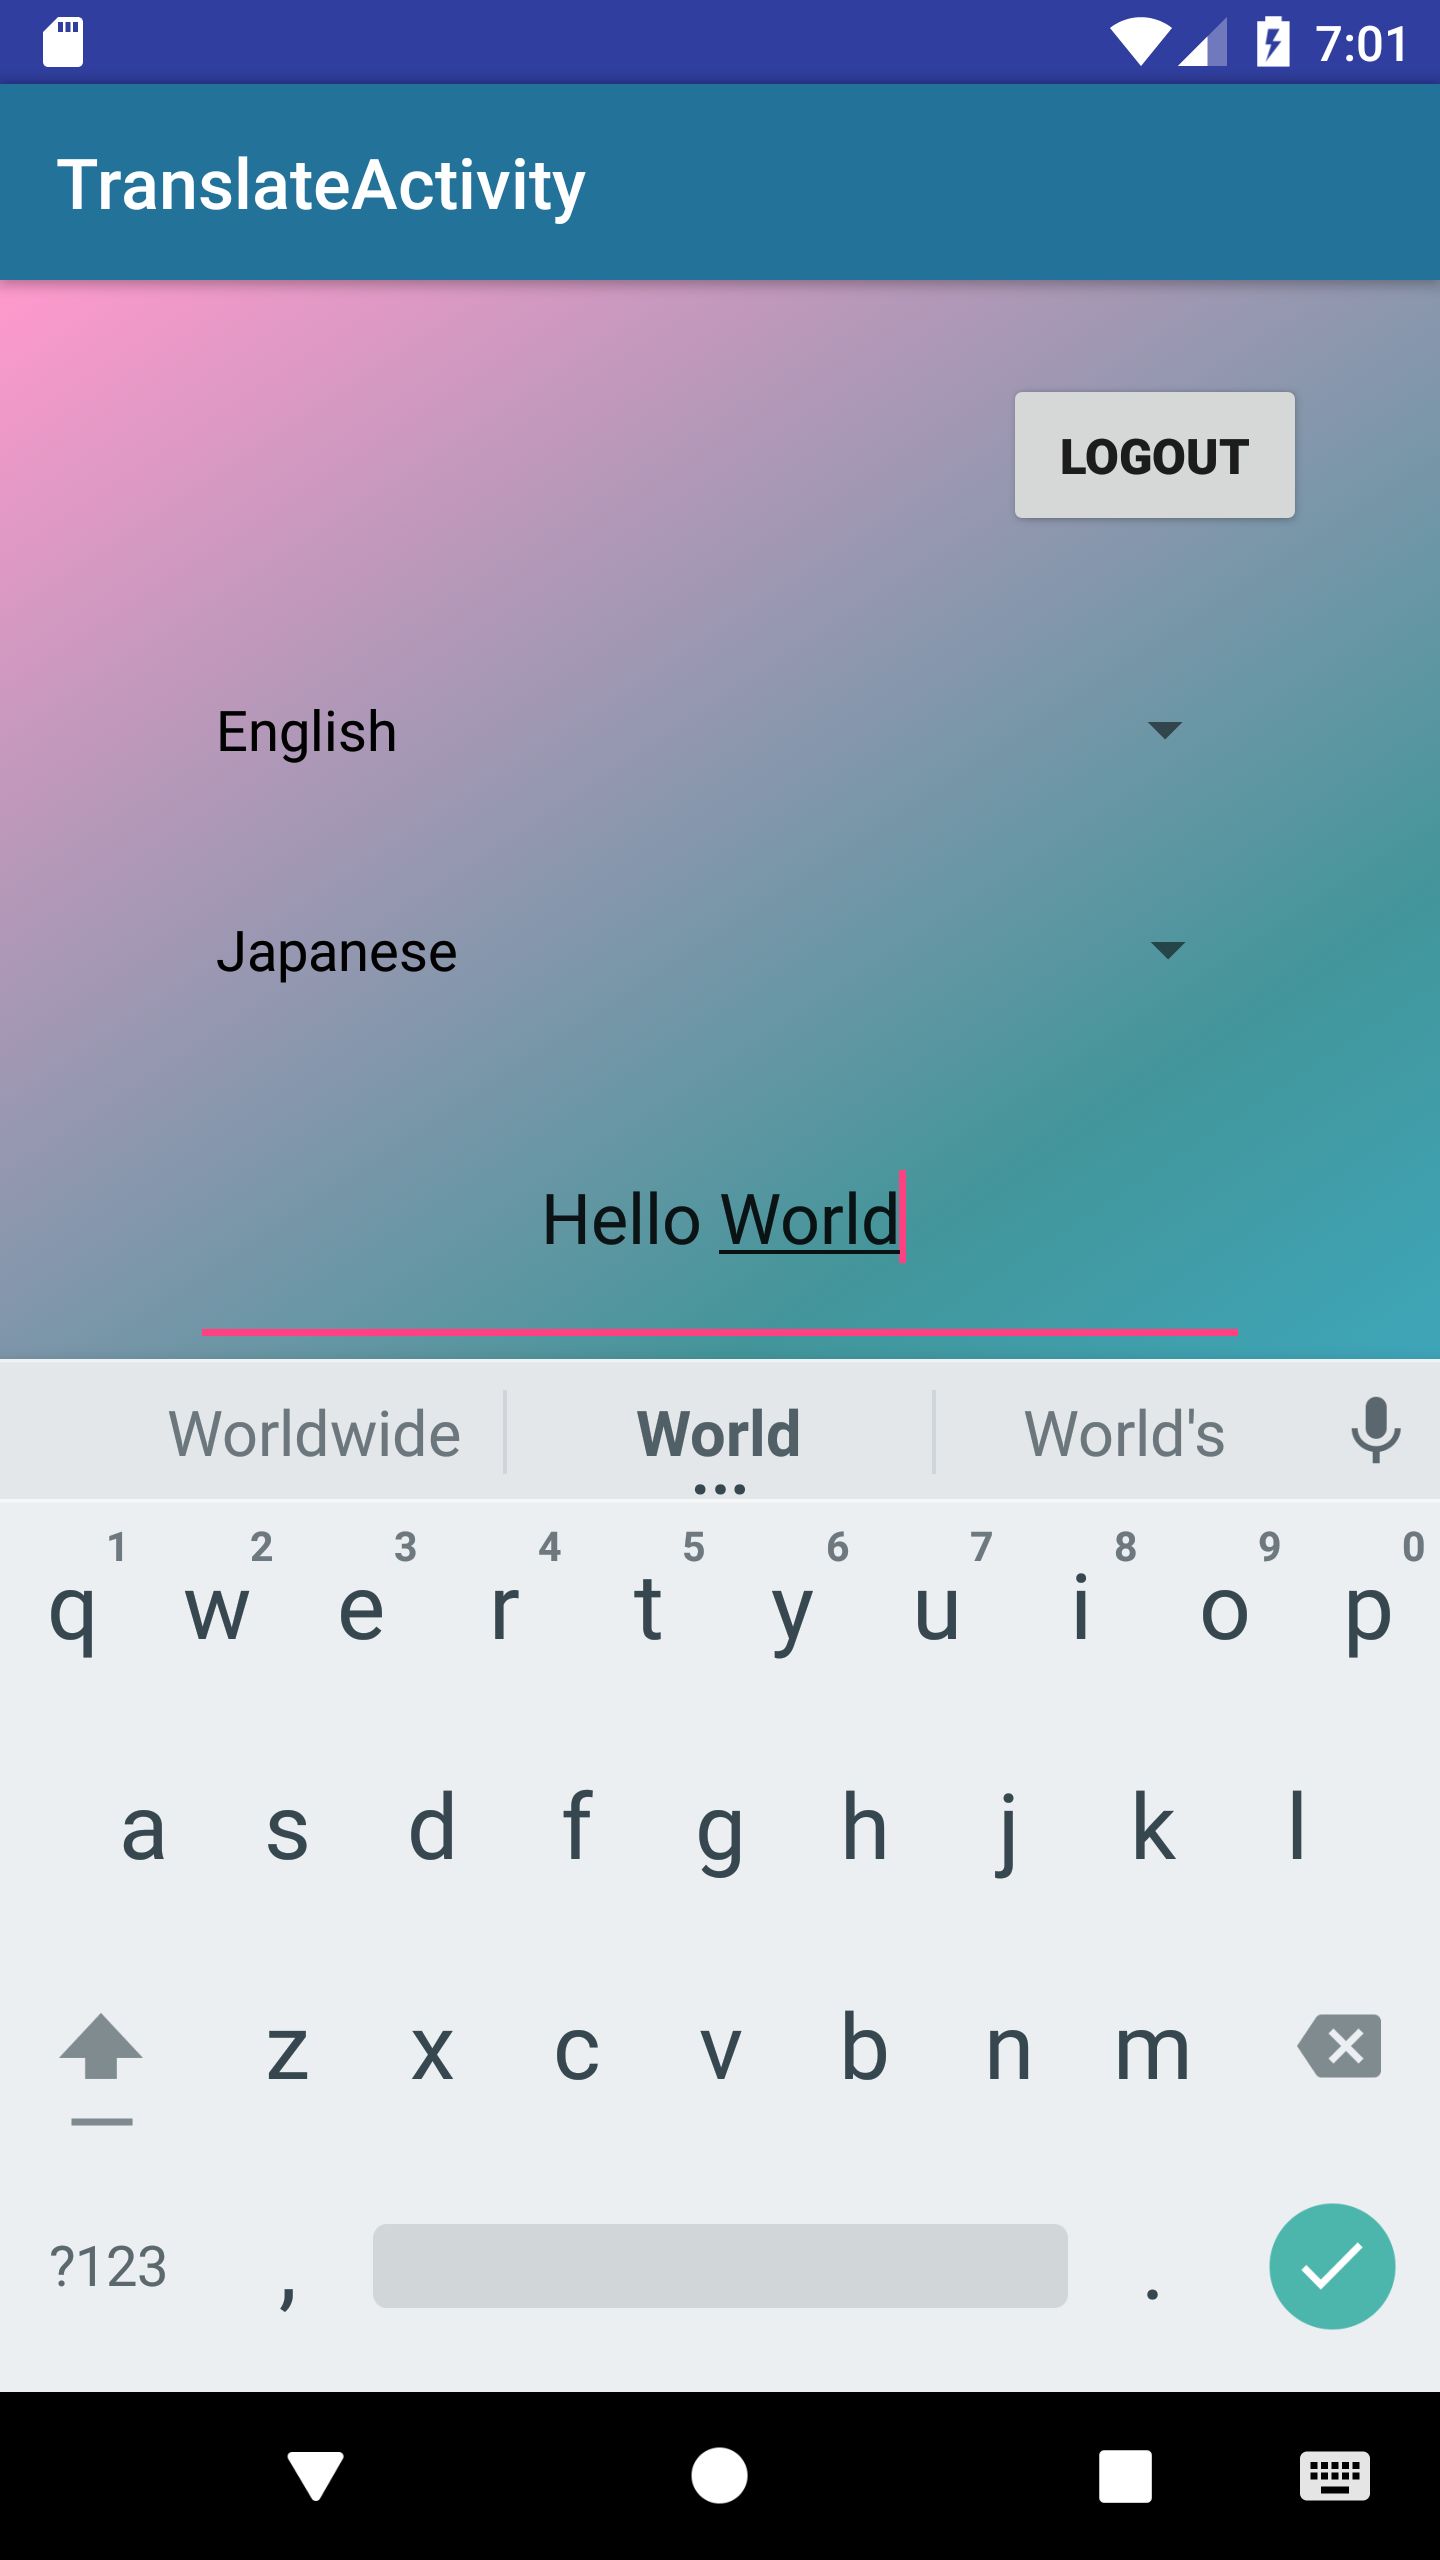 7:01
TranslateActivity
LOGOUT
English
Japanese
Hello World
Worldwide World World's
1 2 3 4 5 6 7 8 9 0
q w e r t y u i o p
a s d f g h j k l
z x c v b n m
?123 , .